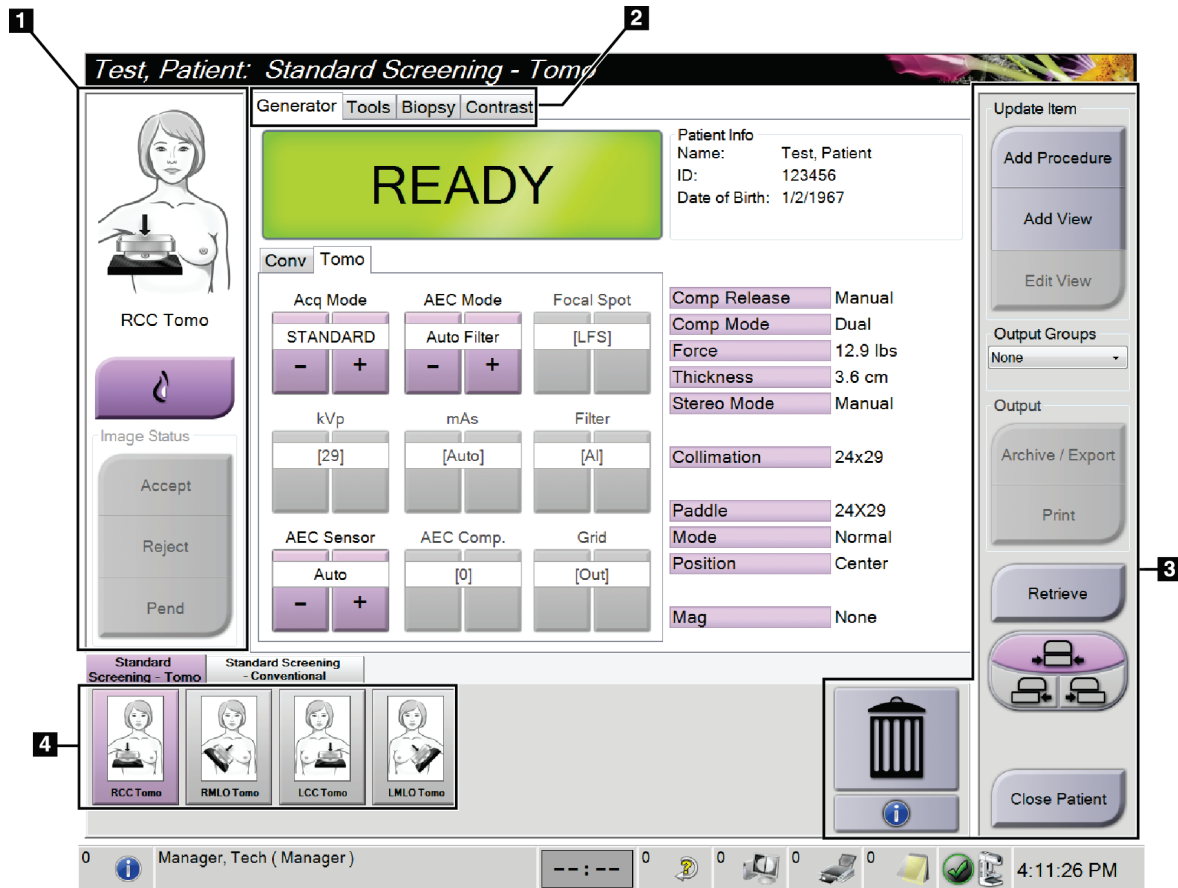 1
2
Test, Patient: Standard Screening - Tomo
Generator Tools Biopsy Contrast
READY
Patient Info
Name: Test, Patient
ID: 123456
Date of Birth: 1/2/1967
RCC Tomo
Image Status
Accept
Reject
Pend
Conv Tomo
Acq Mode AEC Mode Focal Spot
STANDARD Auto Filter [LFS]
- + - +
kVp mAs Filter
[29] [Auto] [Al]
AEC Sensor AEC Comp. Grid
Auto [0] [Out]
- +
Comp Release Manual
Comp Mode Dual
Force 12.9 lbs
Thickness 3.6 cm
Stereo Mode Manual
Collimation 24x29
Paddle 24X29
Mode Normal
Position Center
Mag None
Update Item
Add Procedure
Add View
Edit View
Output Groups
None
Output
Archive / Export
Print
Retrieve
Close Patient
3
Standard
Screening - Tomo
Standard Screening
- Conventional
4
RCC Tomo RMLO Tomo LCC Tomo LMLO Tomo
i
0 i Manager, Tech ( Manager ) --:-- 0 ? 0 0 0 4:11:26 PM